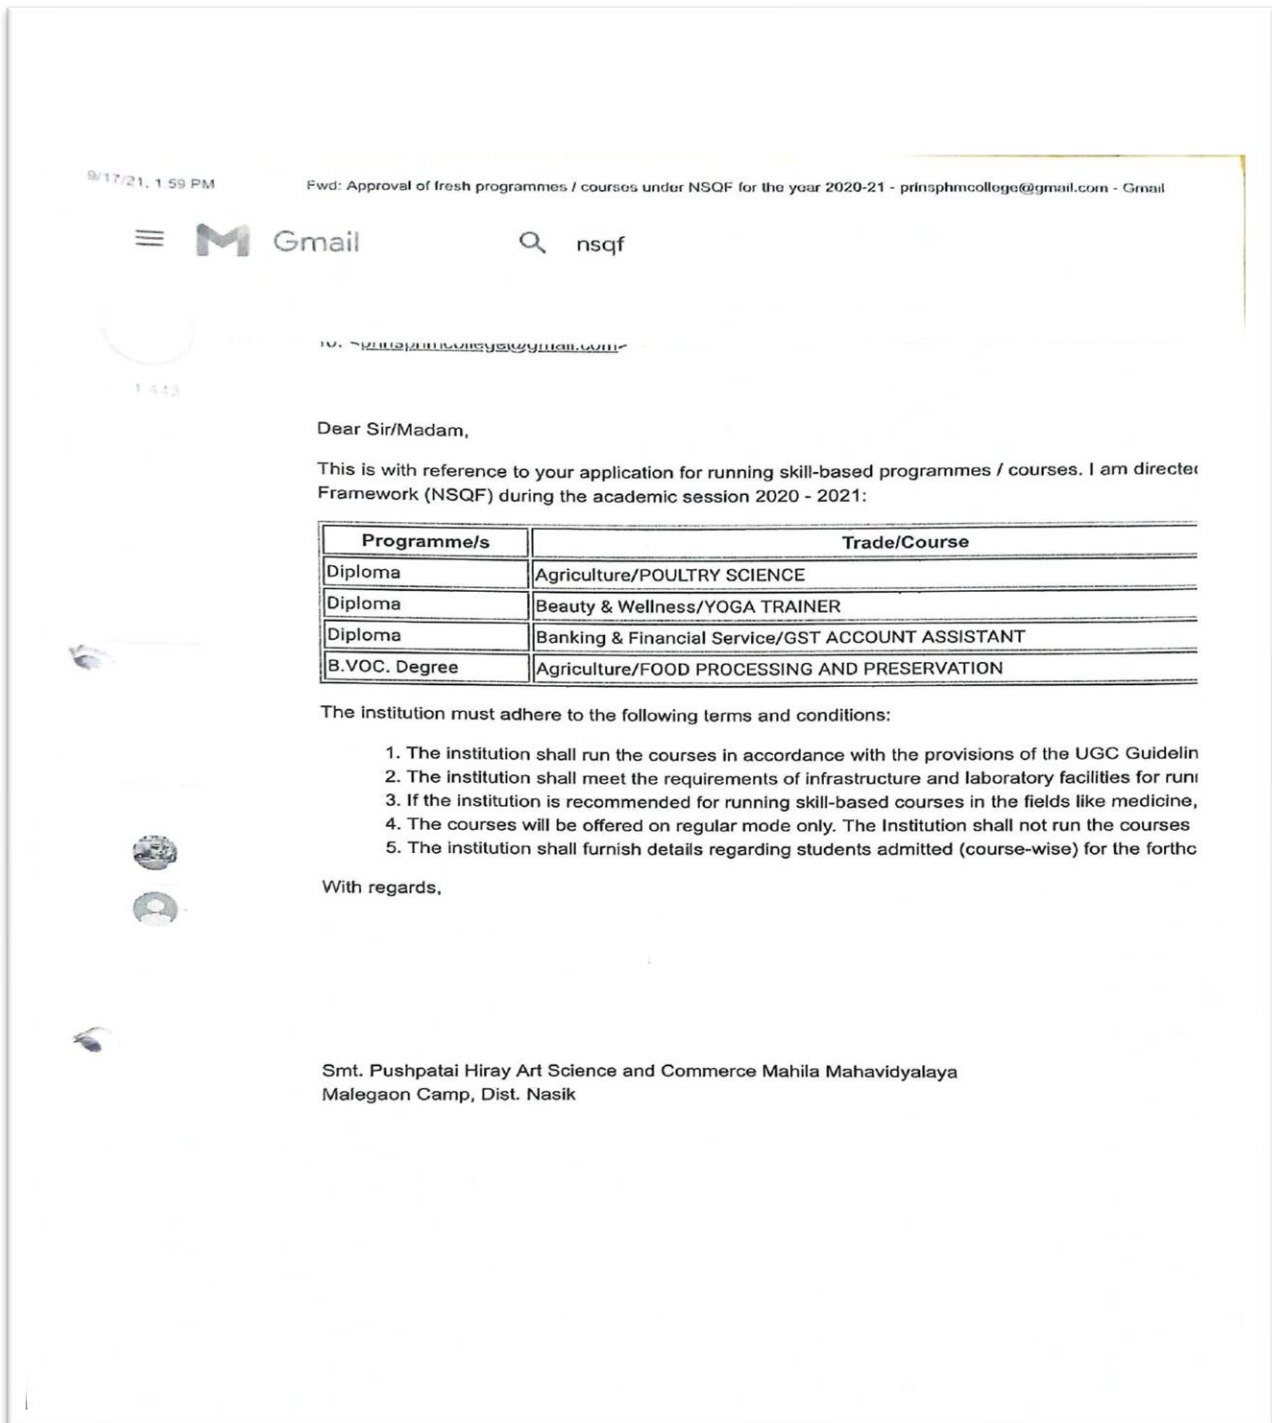 9/17/21, 1:59 PM
Fwd: Approval of fresh programmes / courses under NSQF for the year 2020-21 - prinsphmcollege@gmail.com - Gmail
Gmail
nsqf
To: <prinsphmcollege@gmail.com>
1,443
Dear Sir/Madam,
This is with reference to your application for running skill-based programmes / courses. I am directed
Framework (NSQF) during the academic session 2020 - 2021:
Programme/s Trade/Course
Diploma Agriculture/POULTRY SCIENCE
Diploma Beauty & Wellness/YOGA TRAINER
Diploma Banking & Financial Service/GST ACCOUNT ASSISTANT
B.VOC. Degree Agriculture/FOOD PROCESSING AND PRESERVATION
The institution must adhere to the following terms and conditions:
1. The institution shall run the courses in accordance with the provisions of the UGC Guidelin
2. The institution shall meet the requirements of infrastructure and laboratory facilities for
3. If the institution is recommended for running skill-based courses in the fields like medicine,
4. The courses will be offered on regular mode only. The Institution shall not run the courses
5. The institution shall furnish details regarding students admitted (course-wise) for the forthc
With regards,
Smt. Pushpatai Hiray Art Science and Commerce Mahila Mahavidyalaya
Malegaon Camp, Dist. Nasik